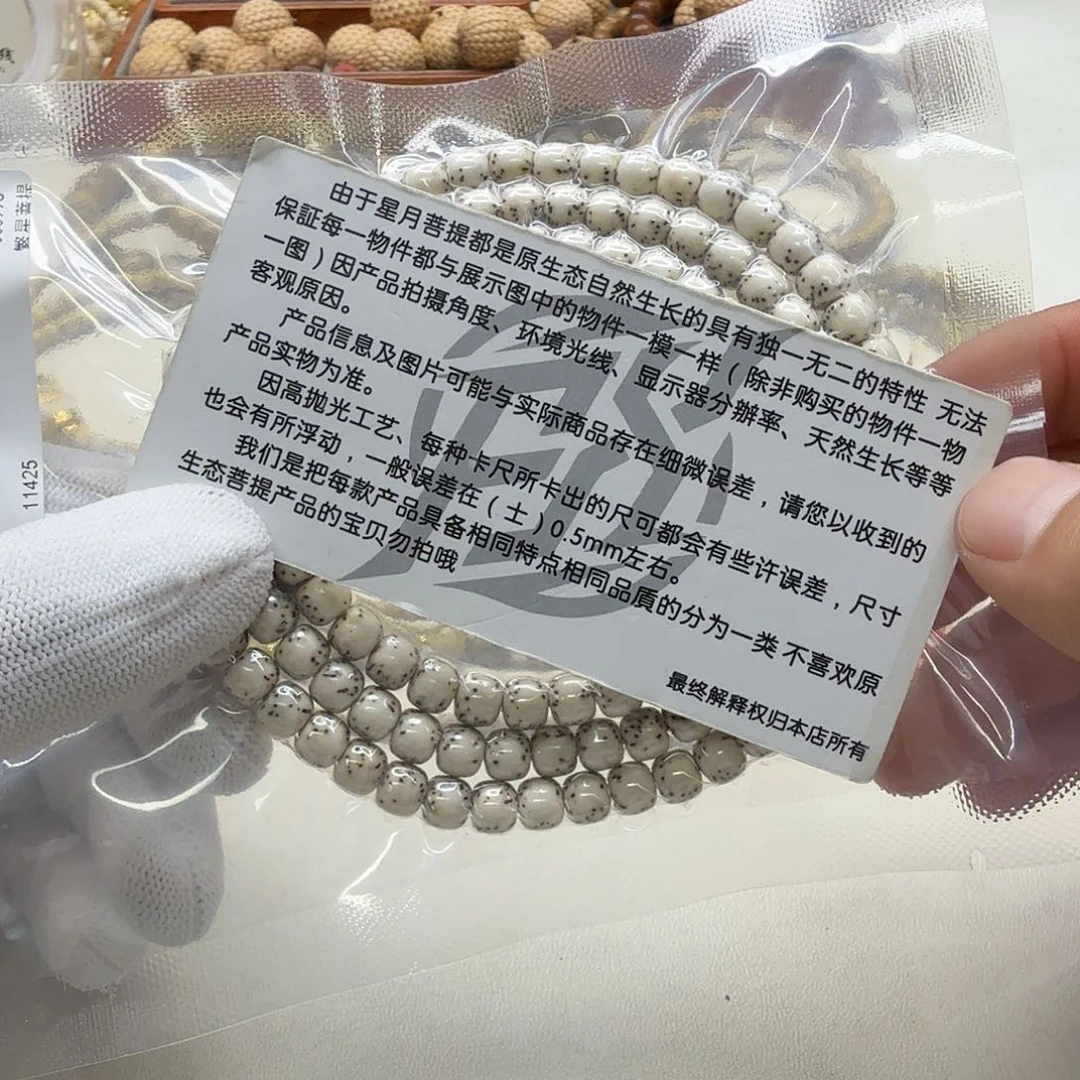 由于星月菩提都是原生态自然生长的具有独一无二的特性 无法
保証每一物件都与展示图中的物件一模一样（除非购买的物件一物
一图）因产品拍摄角度、环境光线、显示器分辦率、天然生长等等
客观原因。
产品信息及图片可能与实际商品存在细微误差，请您以收到的
产品实物为准。
因高抛光工艺、每种卡尺所卡出的尺可都会有些许误差，尺寸
也会有所浮动，一般误差在（士）0.5mm左右。
我们是把每款产品具备相同特点相同品質的分为一类 不喜欢原
生态菩提产品的宝贝勿拍哦
最终解释权归本店所有
繁星菩提
11425